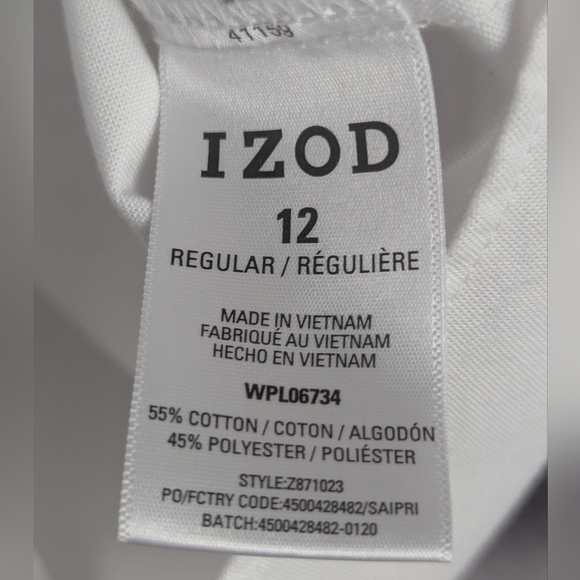 41159
IZOD
12
REGULAR / RÉGULIÈRE
MADE IN VIETNAM
FABRIQUÉ AU VIETNAM
HECHO EN VIETNAM
WPL06734
55% COTTON / COTON / ALGODÓN
45% POLYESTER / POLIÉSTER
STYLE:Z871023
PO/FCTRY CODE:4500428482/SAIPRI
BATCH:4500428482-0120